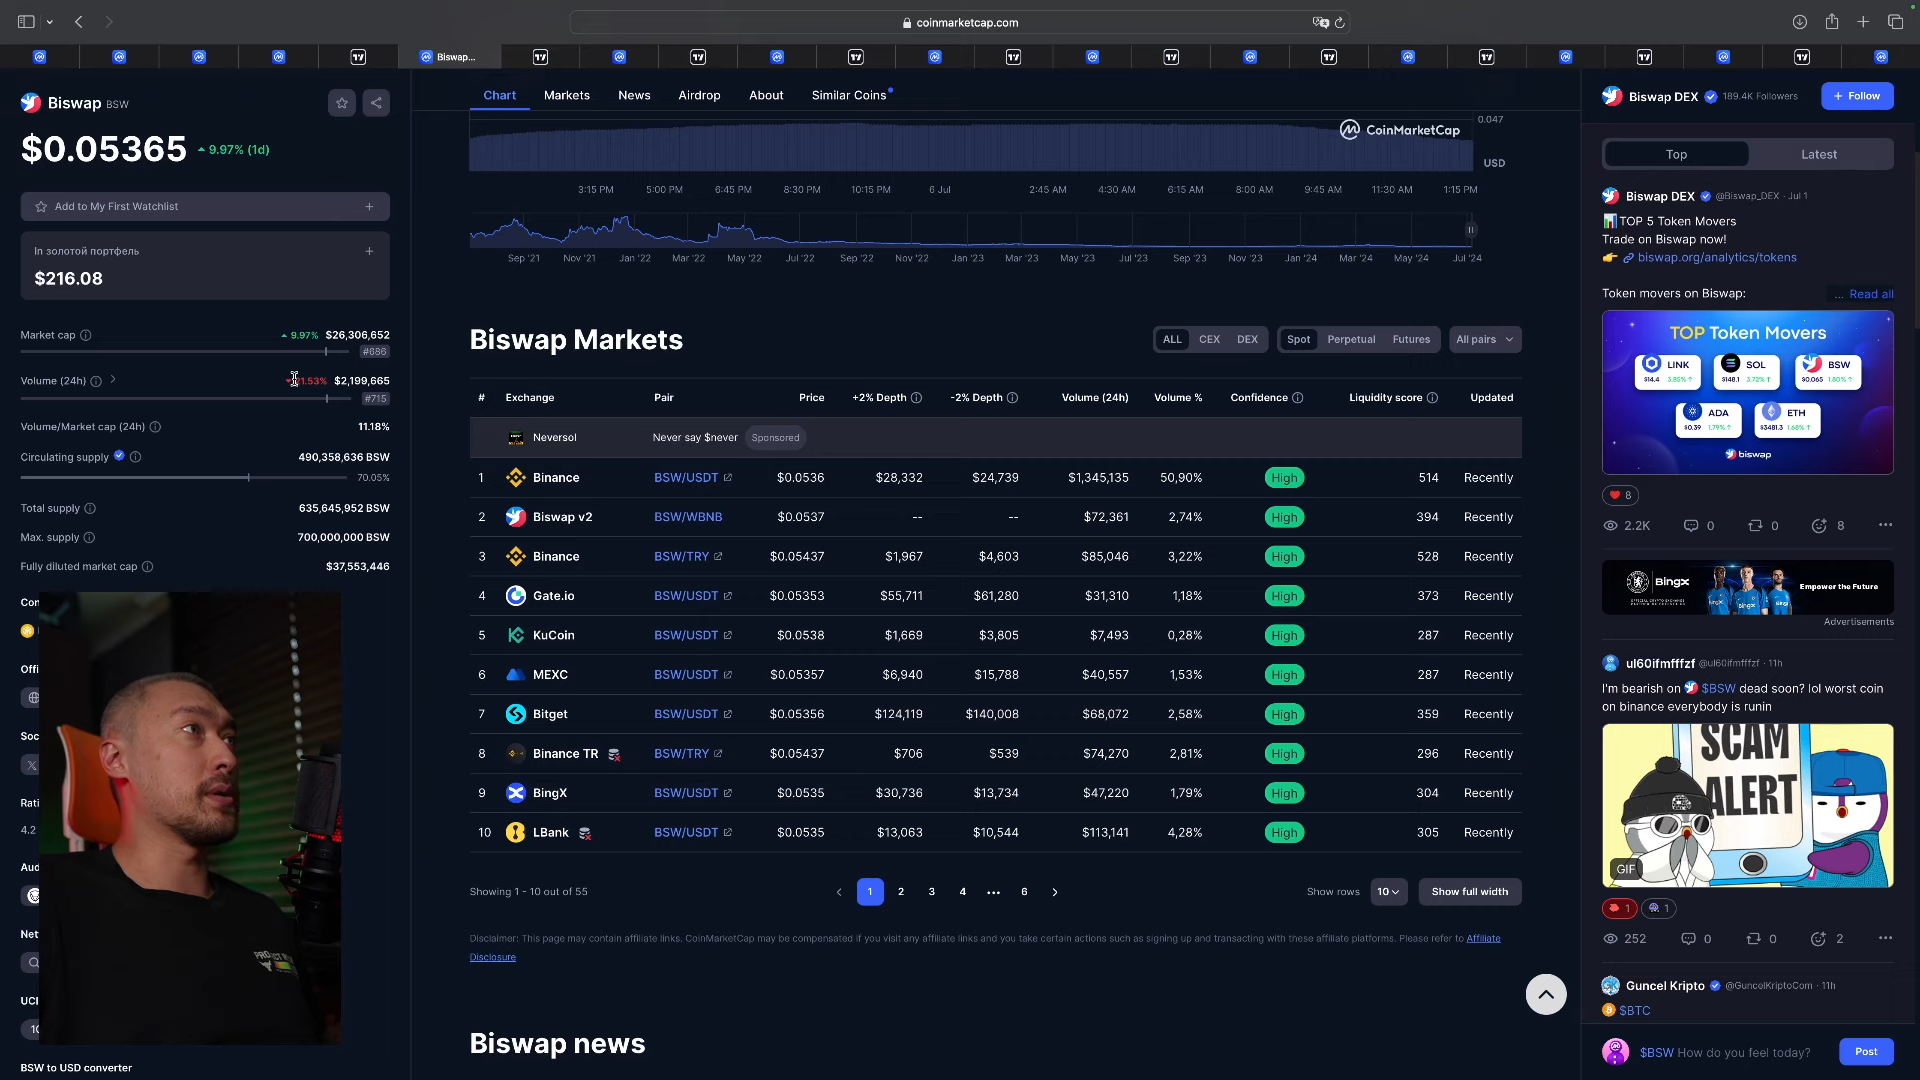 coinmarketcap.com
Biswap...
Biswap BSW
$0.05365
9.97% (1d)
Add to My First Watchlist
In золотой портфель
$216.08
Market cap
9.97% $26,306,652
#686
Volume (24h)
$2,199,665
#715
Volume/Market cap (24h)
11.18%
Circulating supply
490,358,636 BSW
70.05%
Total supply
635,645,952 BSW
Max. supply
700,000,000 BSW
Fully diluted market cap
$37,553,446
4.2
BSW to USD converter
Chart Markets News Airdrop About Similar Coins
CoinMarketCap
0.047
USD
3:15 PM 5:00 PM 6:45 PM 8:30 PM 10:15 PM 6 Jul 2:45 AM 4:30 AM 6:15 AM 8:00 AM 9:45 AM 11:30 AM 1:15 PM
Sep '21 Nov '21 Jan '22 Mar '22 May '22 Jul '22 Sep '22 Nov '22 Jan '23 Mar '23 May '23 Jul '23 Sep '23 Nov '23 Jan '24 Mar '24 May '24 Jul '24
Biswap Markets
ALL CEX DEX Spot Perpetual Futures All pairs
# Exchange Pair Price +2% Depth -2% Depth Volume (24h) Volume % Confidence Liquidity score Updated
Neversol Never say $never Sponsored
1 Binance BSW/USDT $0.0536 $28,332 $24,739 $1,345,135 50,90% High 514 Recently
2 Biswap v2 BSW/WBNB $0.0537 -- -- $72,361 2,74% High 394 Recently
3 Binance BSW/TRY $0.05437 $1,967 $4,603 $85,046 3,22% High 528 Recently
4 Gate.io BSW/USDT $0.05353 $55,711 $61,280 $31,310 1,18% High 373 Recently
5 KuCoin BSW/USDT $0.0538 $1,669 $3,805 $7,493 0,28% High 287 Recently
6 MEXC BSW/USDT $0.05357 $6,940 $15,788 $40,557 1,53% High 287 Recently
7 Bitget BSW/USDT $0.05356 $124,119 $140,008 $68,072 2,58% High 359 Recently
8 Binance TR BSW/TRY $0.05437 $706 $539 $74,270 2,81% High 296 Recently
9 BingX BSW/USDT $0.0535 $30,736 $13,734 $47,220 1,79% High 304 Recently
10 LBank BSW/USDT $0.0535 $13,063 $10,544 $113,141 4,28% High 305 Recently
Showing 1 - 10 out of 55
1 2 3 4 ... 6
Show rows 10 Show full width
Disclaimer: This page may contain affiliate links. CoinMarketCap may be compensated if you visit any affiliate links and you take certain actions such as signing up and transacting with these affiliate platforms. Please refer to Affiliate
Disclosure
Biswap news
Biswap DEX 189.4K Followers
+ Follow
Top Latest
Biswap DEX @Biswap_DEX · Jul 1
TOP 5 Token Movers
Trade on Biswap now!
biswap.org/analytics/tokens
Token movers on Biswap:
... Read all
TOP Token Movers
LINK $14.4 3.85% ↑
SOL $148.1 3.72% ↑
BSW $0.065 1.80% ↑
ADA $0.39 1.79% ↑
ETH $3481.3 1.68% ↑
biswap
8
2.2K 0 0 8
BingX
Empower the Future
Advertisements
ul60ifmfffzf @ul60ifmfffzf · 11h
I'm bearish on $BSW dead soon? lol worst coin
on binance everybody is runin
SCAM
ALERT
GIF
1 1
252 0 0 2
Guncel Kripto @GuncelKriptoCom · 11h
$BTC
$BSW How do you feel today?
Post